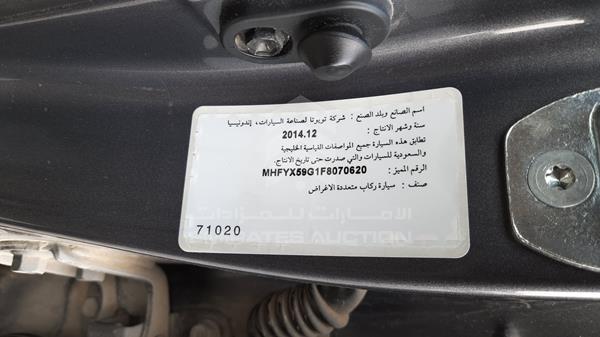 اسم الصانع وبلد الصنع : شركة تويوتا لصناعة السيارات، إندونيسيا
سنة وشهر الانتاج : 2014.12
تطابق هذه السيارة جميع المواصفات القياسية الخليجية
والسعودية للسيارات والتي صدرت حتى تاريخ الانتاج.
الرقم المميز: MHFYX59G1F8070620
صنف : سيارة ركاب متعددة الاغراض
71020
الامارات للمزادات
EMIRATES AUCTION